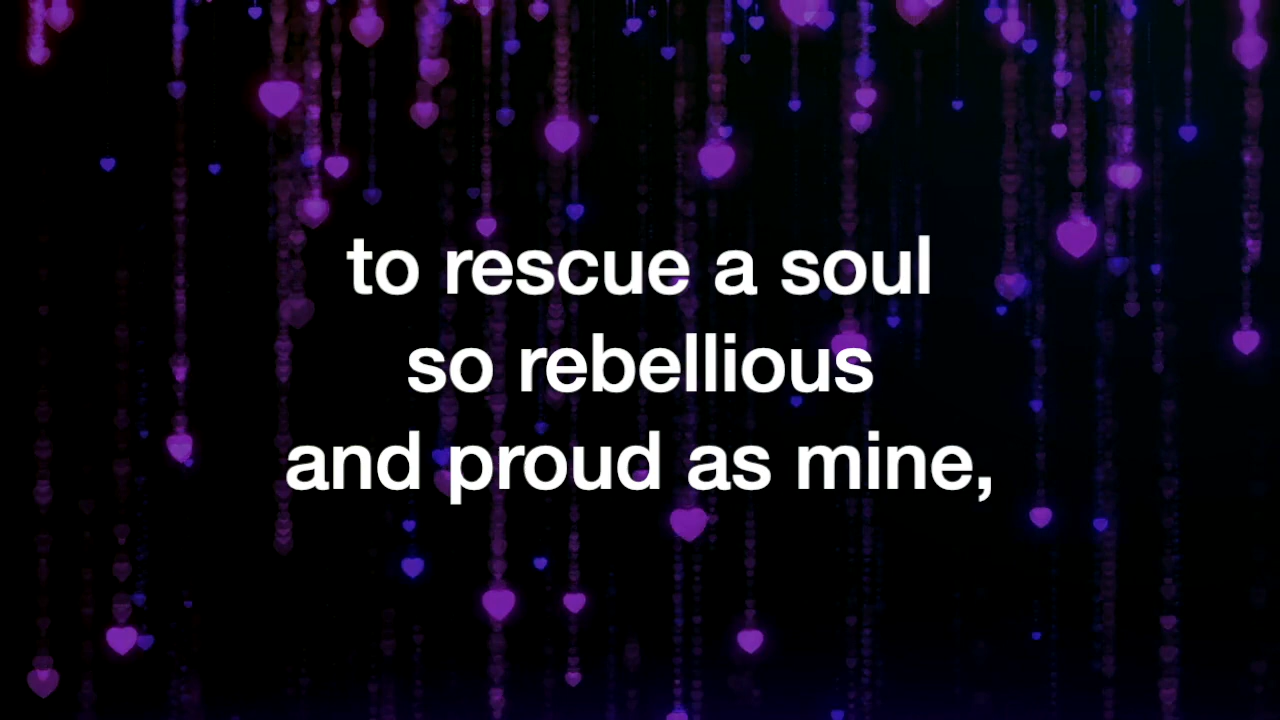 to rescue a soul
so rebellious
and proud as mine,